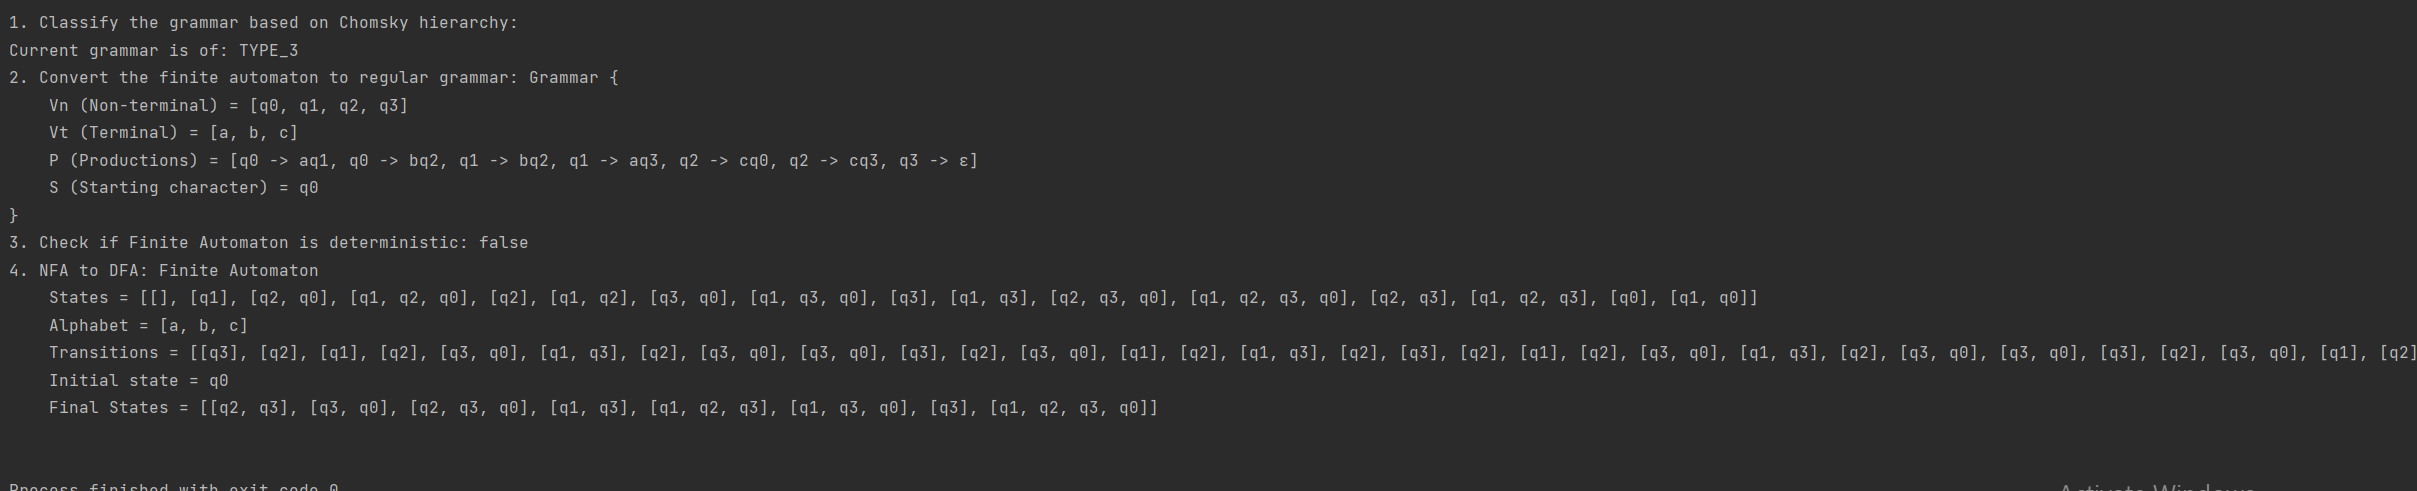 1. Classify the grammar based on Chomsky hierarchy:
Current grammar is of: TYPE_3
2. Convert the finite automaton to regular grammar: Grammar {
    Vn (Non-terminal) = [q0, q1, q2, q3]
    Vt (Terminal) = [a, b, c]
    P (Productions) = [q0 -> aq1, q0 -> bq2, q1 -> bq2, q1 -> aq3, q2 -> cq0, q2 -> cq3, q3 -> ε]
    S (Starting character) = q0
}
3. Check if Finite Automaton is deterministic: false
4. NFA to DFA: Finite Automaton
    States = [[], [q1], [q2, q0], [q1, q2, q0], [q2], [q1, q2], [q3, q0], [q1, q3, q0], [q3], [q1, q3], [q2, q3, q0], [q1, q2, q3, q0], [q2, q3], [q1, q2, q3], [q0], [q1, q0]]
    Alphabet = [a, b, c]
    Transitions = [[q3], [q2], [q1], [q2], [q3, q0], [q1, q3], [q2], [q3, q0], [q3, q0], [q3], [q2], [q3, q0], [q1], [q2], [q1, q3], [q2], [q3], [q2], [q1], [q2], [q3, q0], [q1, q3], [q2], [q3, q0], [q3, q0], [q3], [q2], [q3, q0], [q1], [q2]
    Initial state = q0
    Final States = [[q2, q3], [q3, q0], [q2, q3, q0], [q1, q3], [q1, q2, q3], [q1, q3, q0], [q3], [q1, q2, q3, q0]]
Process finished with exit code 0
Activate Windows